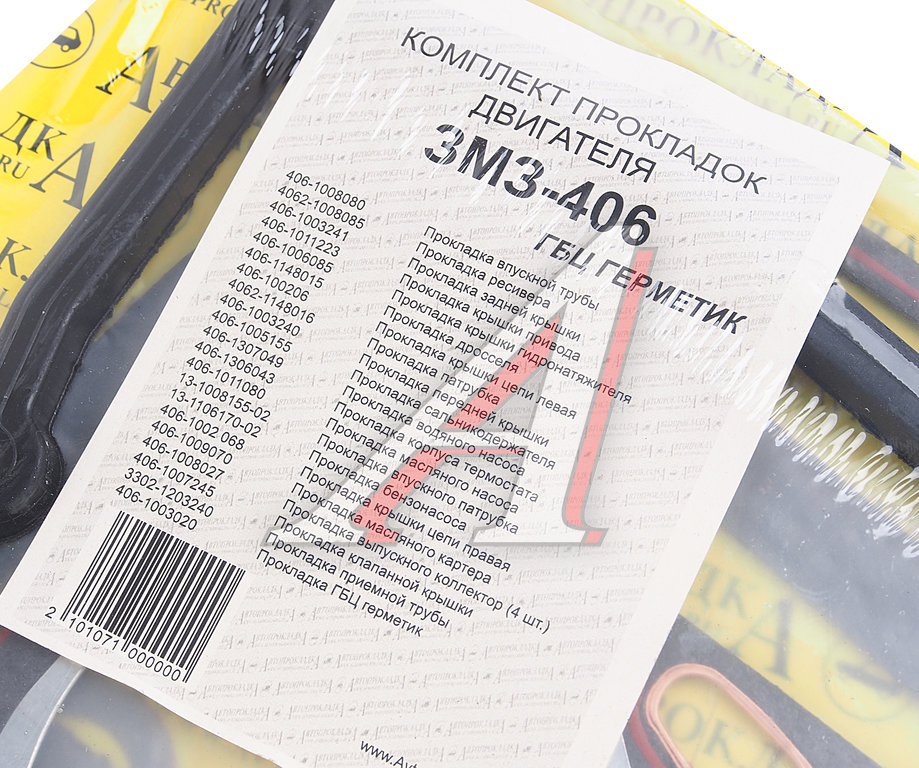 КОМПЛЕКТ ПРОКЛАДОК
ДВИГАТЕЛЯ
ЗМЗ-406
ГБЦ ГЕРМЕТИК
406-1008080
4062-1008085
406-1003241
406-1011223
406-1006085
406-1148015
406-100206
4062-1148016
406-1003240
406-1005155
406-1307049
406-1306043
406-1011080
13-1008155-02
13-1106170-02
406-1002 068
406-1009070
406-1008027
406-1007245
3302-1203240
406-1003020
Прокладка впускной трубы
Прокладка ресивера
Прокладка задней крышки
Прокладка крышки привода
Прокладка крышки гидронатяжителя
Прокладка дросселя
Прокладка крышки цепи левая
Прокладка патрубка
Прокладка передней крышки
Прокладка сальникодержателя
Прокладка водяного насоса
Прокладка корпуса термостата
Прокладка масляного насоса
Прокладка впускного патрубка
Прокладка бензонасоса
Прокладка крышки цепи правая
Прокладка масляного картера
Прокладка выпускного коллектор (4 шт.)
Прокладка клапанной крышки
Прокладка приемной трубы
Прокладка ГБЦ герметик
2 101071 000000